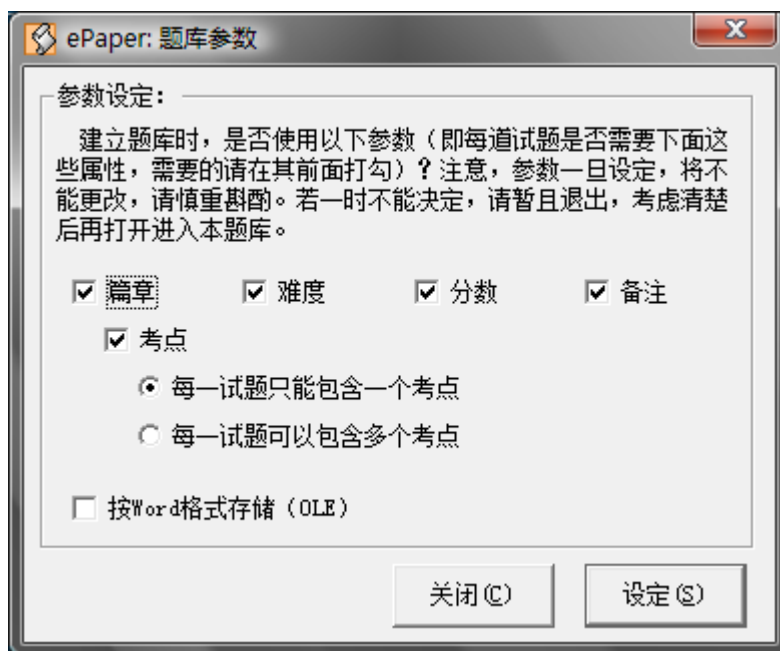 ePaper: 题库参数
参数设定：
建立题库时，是否使用以下参数（即每道试题是否需要下面这
些属性，需要的请在其前面打勾）？注意，参数一旦设定，将不
能更改，请慎重斟酌。若一时不能决定，请暂且退出，考虑清楚
后再打开进入本题库。
篇章 难度 分数 备注
考点
每一试题只能包含一个考点
每一试题可以包含多个考点
按Word格式存储（OLE）
关闭(C) 设定(S)